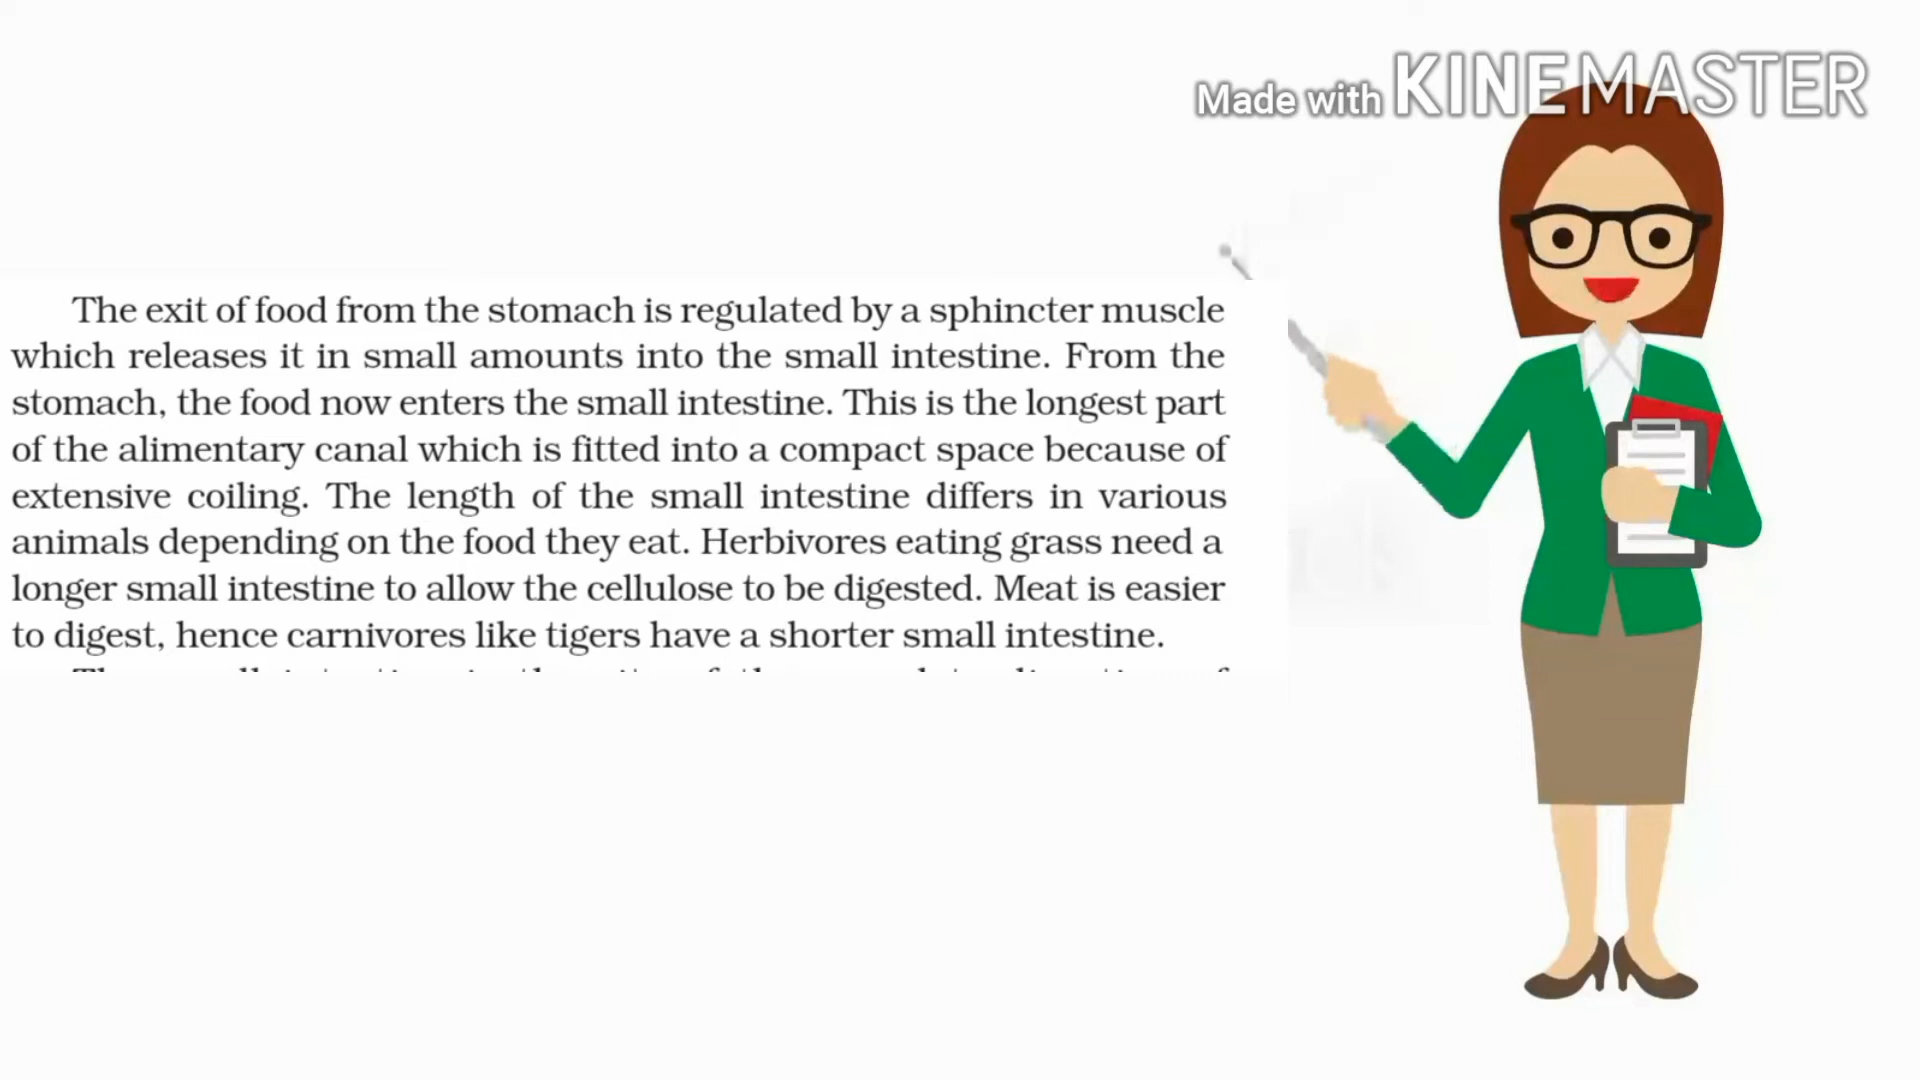 Made with KINEMASTER
The exit of food from the stomach is regulated by a sphincter muscle
which releases it in small amounts into the small intestine. From the
stomach, the food now enters the small intestine. This is the longest part
of the alimentary canal which is fitted into a compact space because of
extensive coiling. The length of the small intestine differs in various
animals depending on the food they eat. Herbivores eating grass need a
longer small intestine to allow the cellulose to be digested. Meat is easier
to digest, hence carnivores like tigers have a shorter small intestine.